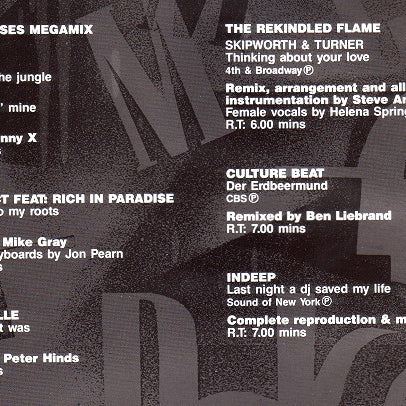 SES MEGAMIX
he jungle
' mine
nny X
s
CT FEAT: RICH IN PARADISE
o my roots
Mike Gray
yboards by Jon Pearn
s
LLE
t was
Peter Hinds
s
THE REKINDLED FLAME
SKIPWORTH & TURNER
Thinking about your love
4th & Broadway℗
Remix, arrangement and all
instrumentation by Steve An
Female vocals by Helena Spring
R.T: 6.00 mins
CULTURE BEAT
Der Erdbeermund
CBS℗
Remixed by Ben Liebrand
R.T: 7.00 mins
INDEEP
Last night a dj saved my life
Sound of New York℗
Complete reproduction & m
R.T: 7.00 mins